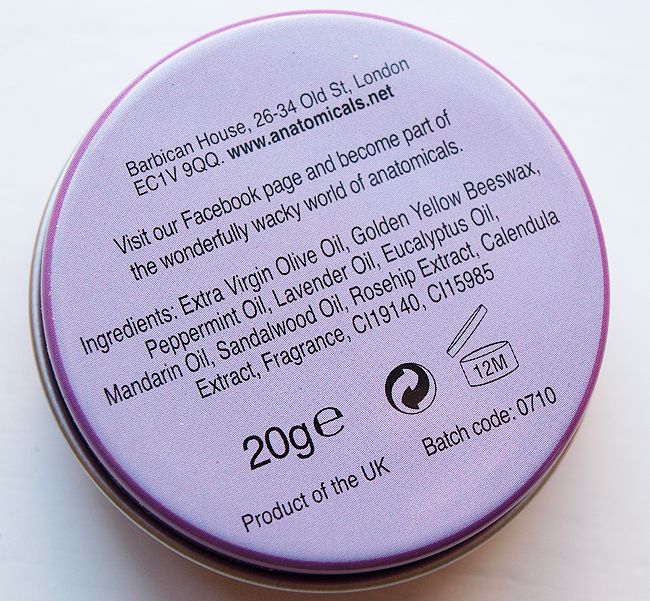 Barbican House, 26-34 Old St, London
EC1V 9QQ. www.anatomicals.net
Visit our Facebook page and become part of
the wonderfully wacky world of anatomicals.
Ingredients: Extra Virgin Olive Oil, Golden Yellow Beeswax,
Peppermint Oil, Lavender Oil, Eucalyptus Oil,
Mandarin Oil, Sandalwood Oil, Rosehip Extract, Calendula
Extract, Fragrance, CI19140, CI15985
12M
20g℮
Product of the UK
Batch code: 0710